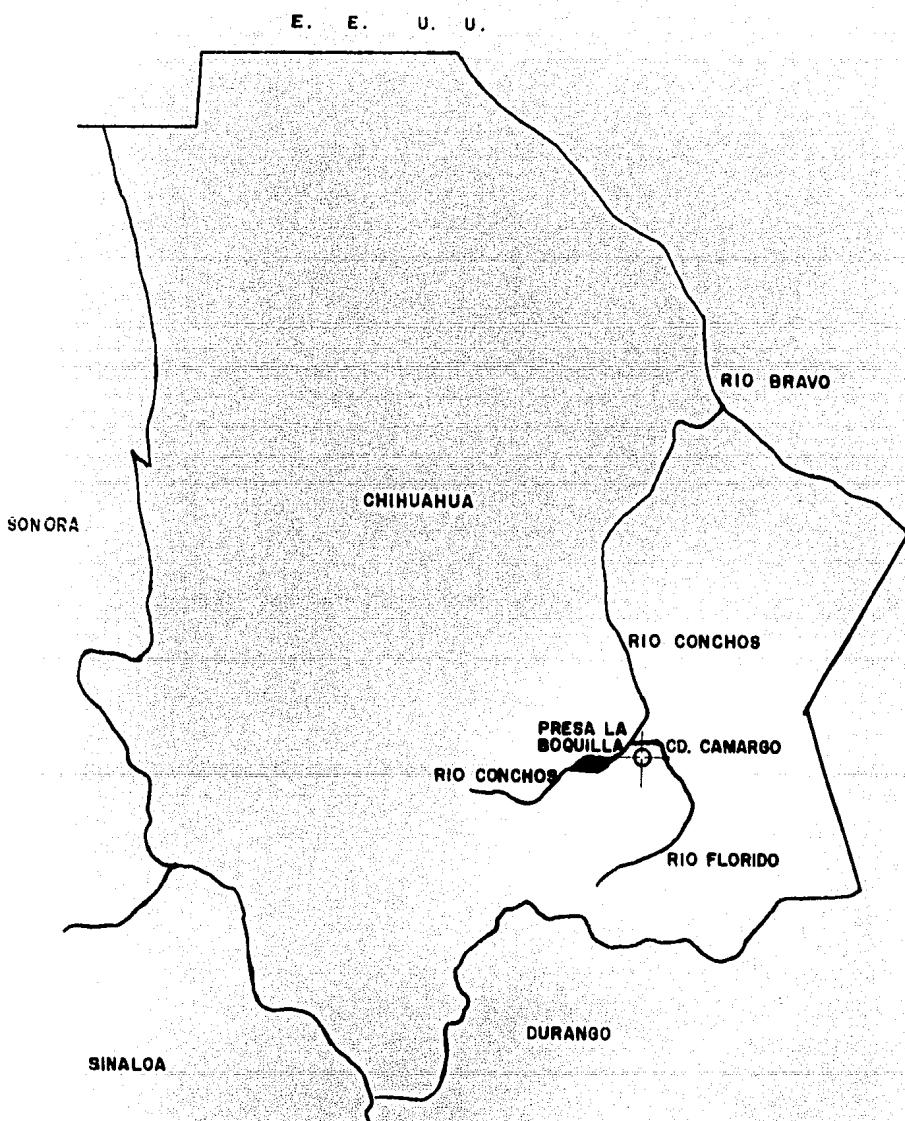 E. E. U. U.
RIO BRAVO
CHIHUAHUA
SONORA
RIO CONCHOS
PRESA LA
BOQUILLA
CD. CAMARGO
RIO CONCHOS
RIO FLORIDO
DURANGO
SINALOA